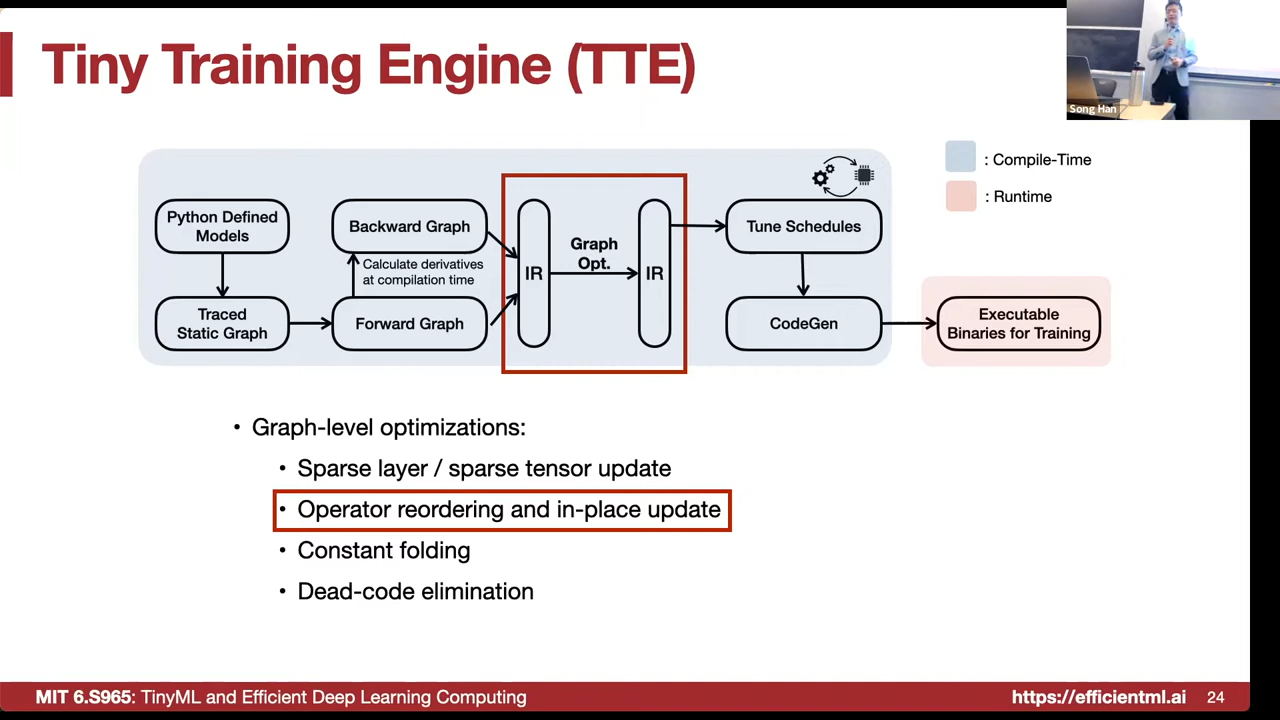 Tiny Training Engine (TTE)
Song Han
: Compile-Time
: Runtime
Python Defined
Models
Traced
Static Graph
Backward Graph
Calculate derivatives
at compilation time
Forward Graph
IR
Graph
Opt.
IR
Tune Schedules
CodeGen
Executable
Binaries for Training
• Graph-level optimizations:
• Sparse layer / sparse tensor update
• Operator reordering and in-place update
• Constant folding
• Dead-code elimination
MIT 6.S965: TinyML and Efficient Deep Learning Computing
https://efficientml.ai
24